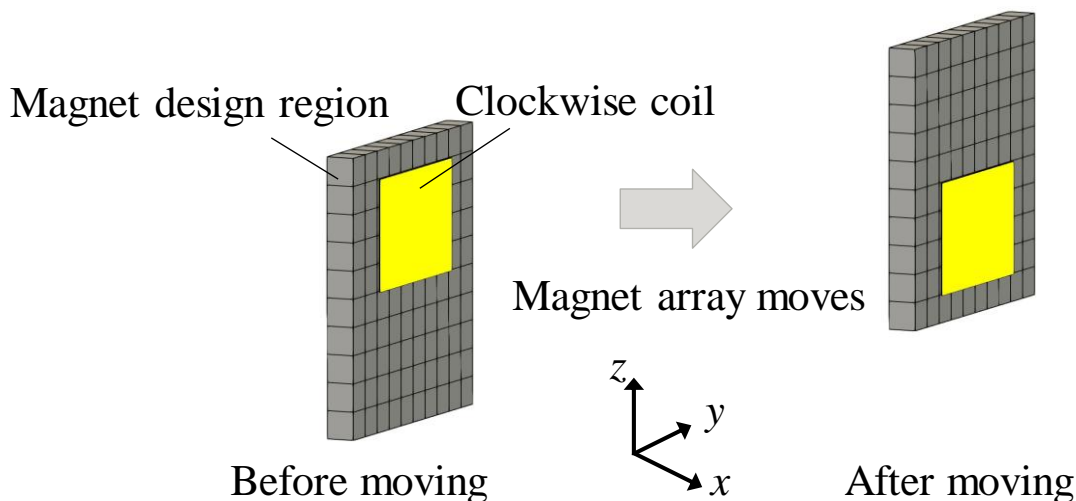 Magnet design region
Clockwise coil
Magnet array moves
z
y
x
Before moving
After moving